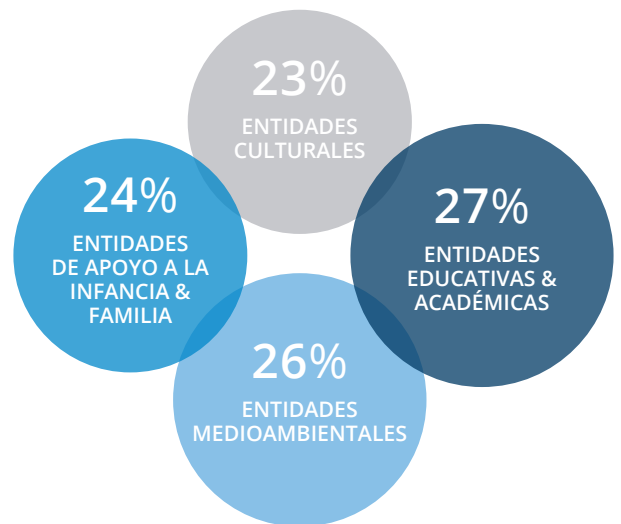 23%
ENTIDADES
CULTURALES
24%
ENTIDADES
DE APOYO A LA
INFANCIA &
FAMILIA
27%
ENTIDADES
EDUCATIVAS &
ACADÉMICAS
26%
ENTIDADES
MEDIOAMBIENTALES